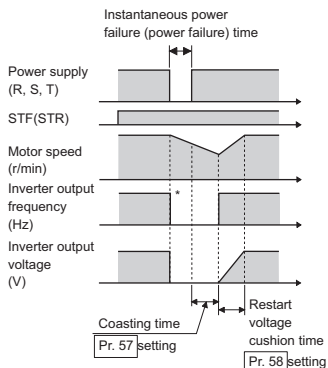 Instantaneous power
failure (power failure) time
Power supply
(R, S, T)
STF(STR)
Motor speed
(r/min)
Inverter output
frequency
(Hz)
*
Inverter output
voltage
(V)
Coasting time
Pr. 57 setting
Restart
voltage
cushion time
Pr. 58 setting